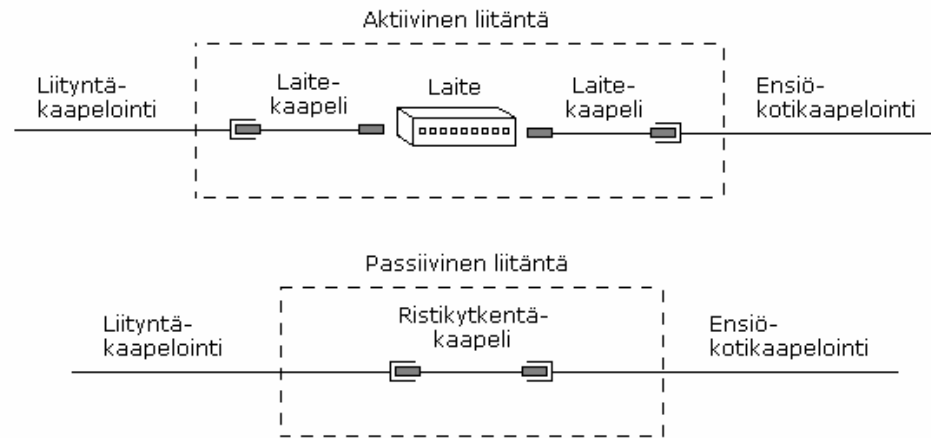 Aktiivinen liitäntä
Liityntä-
kaapelointi
Laite-
kaapeli
Laite
Laite-
kaapeli
Ensiö-
kotikaapelointi
Passiivinen liitäntä
Liityntä-
kaapelointi
Ristikytkentä-
kaapeli
Ensiö-
kotikaapelointi